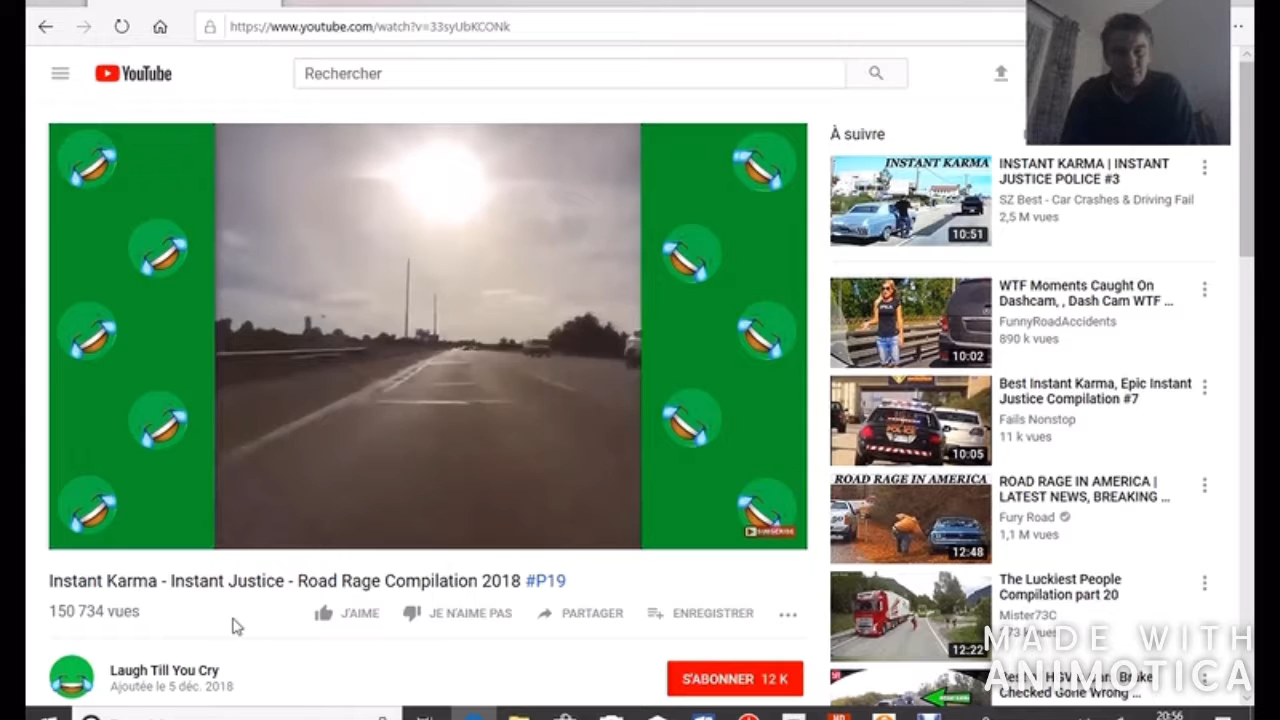 https://www.youtube.com/watch?v=33syUbKCONk
YouTube
Rechercher
À suivre
INSTANT KARMA
10:51
INSTANT KARMA | INSTANT
JUSTICE POLICE #3
SZ Best - Car Crashes & Driving Fail
2,5 M vues
10:02
WTF Moments Caught On
Dashcam, , Dash Cam WTF ...
FunnyRoadAccidents
890 k vues
10:05
Best Instant Karma, Epic Instant
Justice Compilation #7
Fails Nonstop
11 k vues
ROAD RAGE IN AMERICA
12:48
ROAD RAGE IN AMERICA |
LATEST NEWS, BREAKING ...
Fury Road
1,1 M vues
12:22
The Luckiest People
Compilation part 20
Mister73C
vues
Checked Gone Wrong ...
SUBSCRIBE
Instant Karma - Instant Justice - Road Rage Compilation 2018 #P19
150 734 vues
J'AIME
JE N'AIME PAS
PARTAGER
ENREGISTRER
Laugh Till You Cry
Ajoutée le 5 déc. 2018
S'ABONNER 12 K
MADE WITH
ANIMOTICA
20:56